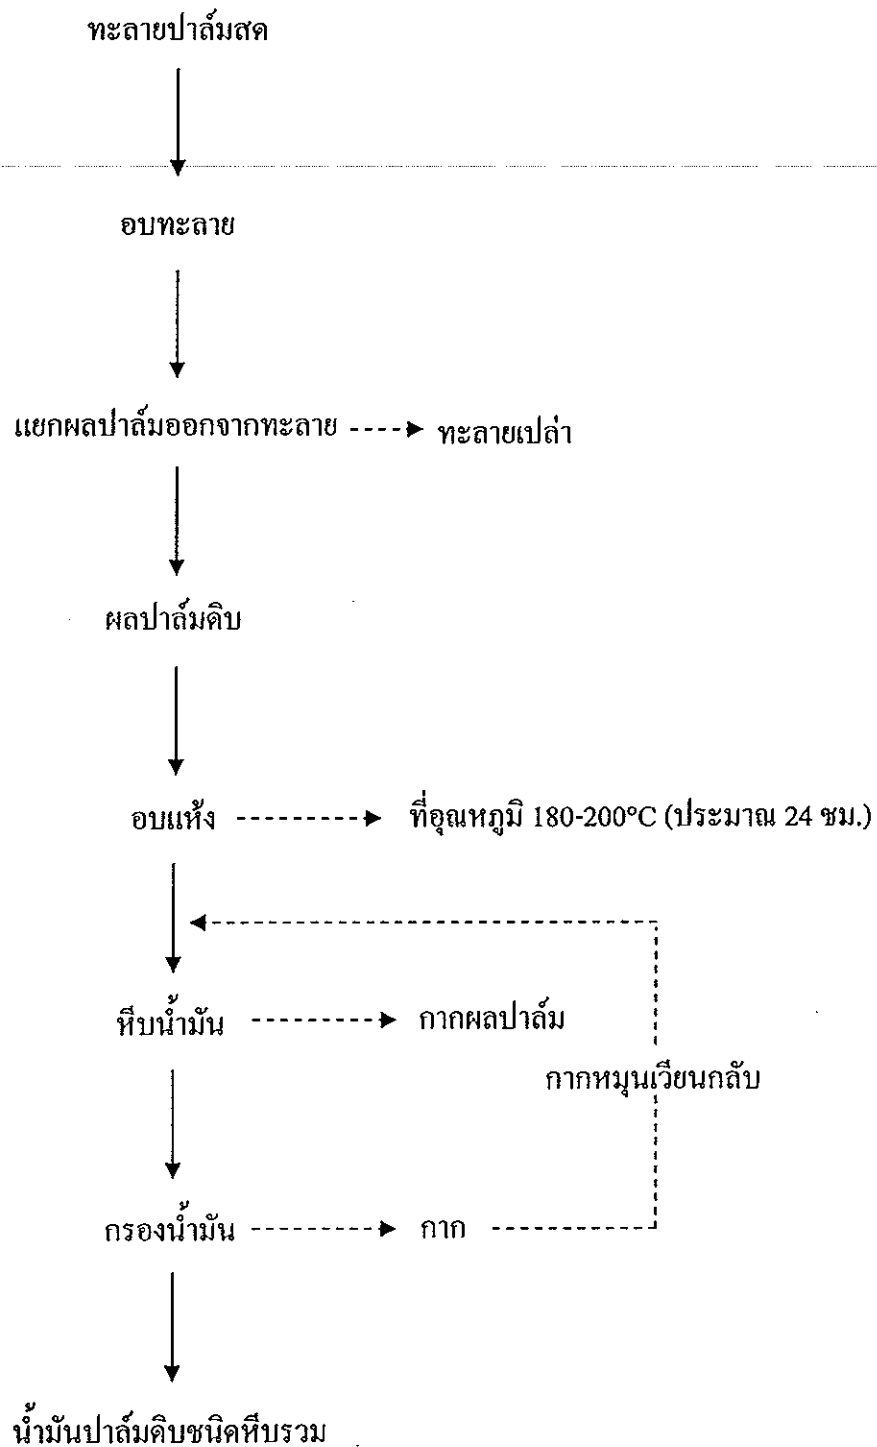 ทะลายปาล์มสด
อบทะลาย
แยกผลปาล์มออกจากทะลาย
ทะลายเปล่า
ผลปาล์มดิบ
อบแห้ง
ที่อุณหภูมิ 180-200°C (ประมาณ 24 ชม.)
หีบน้ำมัน
กากผลปาล์ม
กากหมุนเวียนกลับ
กรองน้ำมัน
กาก
น้ำมันปาล์มดิบชนิดหีบรวม